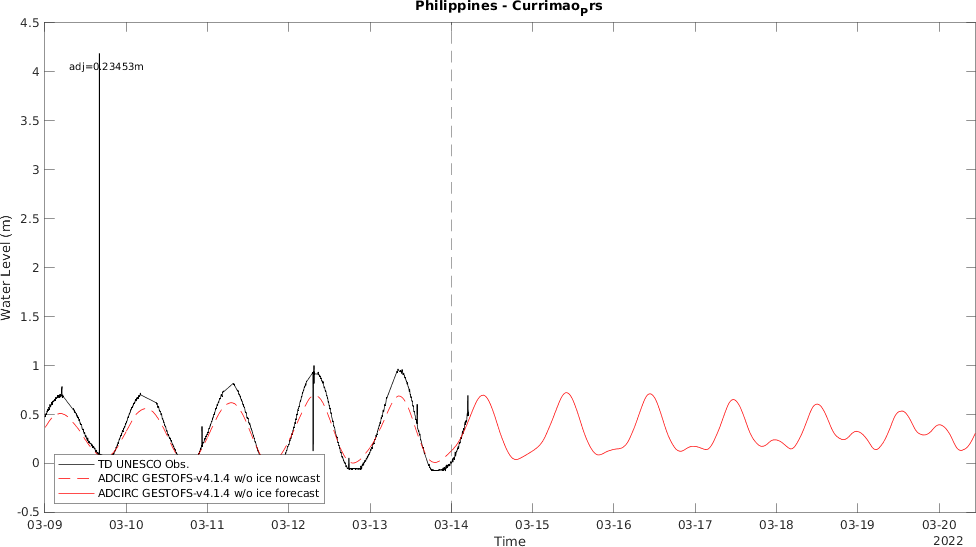 Philippines - Currimaoprs
4.5
4
3.5
3
2.5
2
1.5
1
0.5
0
-0.5
Water Level (m)
adj=0.23453m
TD UNESCO Obs.
ADCIRC GESTOFS-v4.1.4 w/o ice nowcast
ADCIRC GESTOFS-v4.1.4 w/o ice forecast
03-09 03-10 03-11 03-12 03-13 03-14 03-15 03-16 03-17 03-18 03-19 03-20
Time
2022